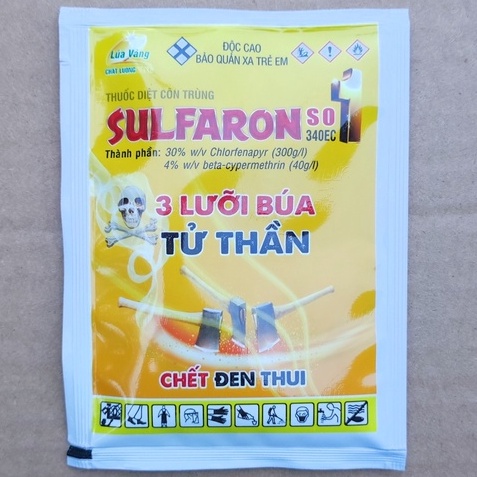 Lúa Vàng
CHẤT LƯỢNG
ĐỘC CAO
BẢO QUẢN XA TRẺ EM
THUỐC DIỆT CÔN TRÙNG
SULFARON SO 1
340EC
Thành phần: 30% w/v Chlorfenapyr (300g/l)
4% w/v beta-cypermethrin (40g/l)
3 LƯỠI BÚA
TỬ THẦN
CHẾT ĐEN THUI